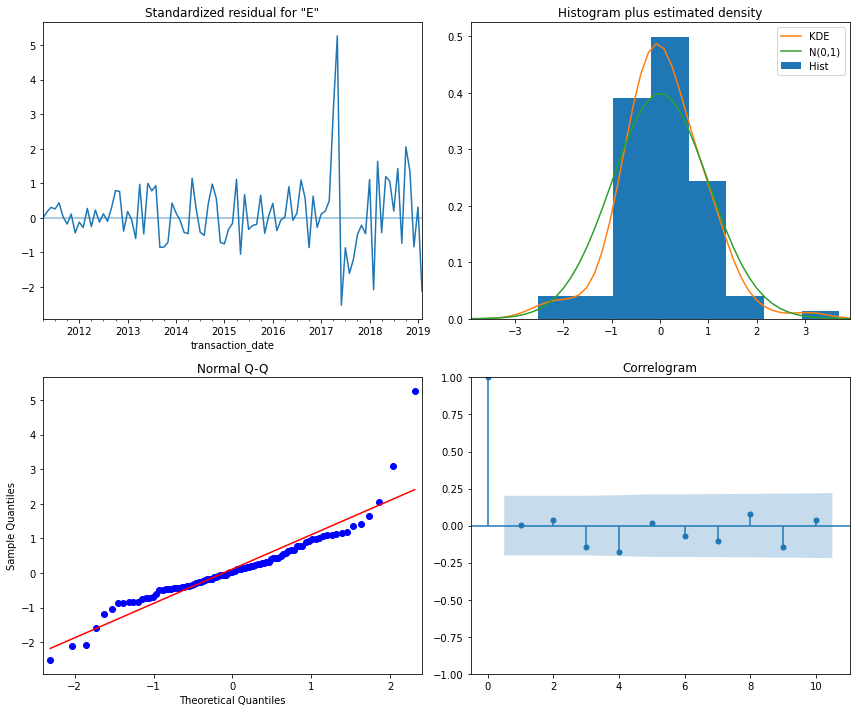 Standardized residual for "E"
5
4
3
2
1
0
−1
−2
2012 2013 2014 2015 2016 2017 2018 2019
transaction_date
Histogram plus estimated density
KDE
N(0,1)
Hist
0.5
0.4
0.3
0.2
0.1
0.0
−3 −2 −1 0 1 2 3
Normal Q-Q
Sample Quantiles
5
4
3
2
1
0
−1
−2
−2 −1 0 1 2
Theoretical Quantiles
Correlogram
1.00
0.75
0.50
0.25
0.00
−0.25
−0.50
−0.75
−1.00
0 2 4 6 8 10